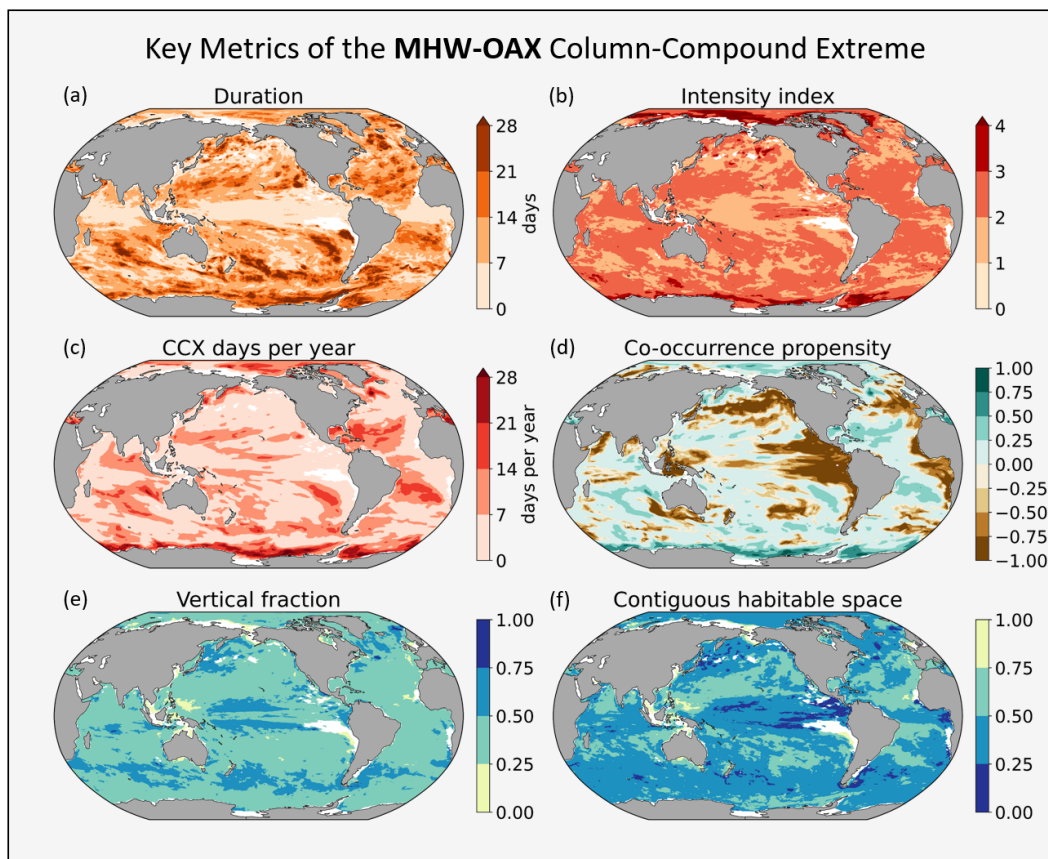 Key Metrics of the MHW-OAX Column-Compound Extreme
(a)
Duration
28
21
14
7
0
days
(b)
Intensity index
4
3
2
1
0
(c)
CCX days per year
28
21
14
7
0
days per year
(d)
Co-occurrence propensity
1.00
0.75
0.50
0.25
0.00
−0.25
−0.50
−0.75
−1.00
(e)
Vertical fraction
1.00
0.75
0.50
0.25
0.00
(f)
Contiguous habitable space
1.00
0.75
0.50
0.25
0.00